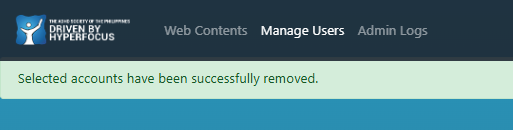 THE ADHD SOCIETY OF THE PHILIPPINES
DRIVEN BY
HYPERFOCUS
Web Contents Manage Users Admin Logs
Selected accounts have been successfully removed.